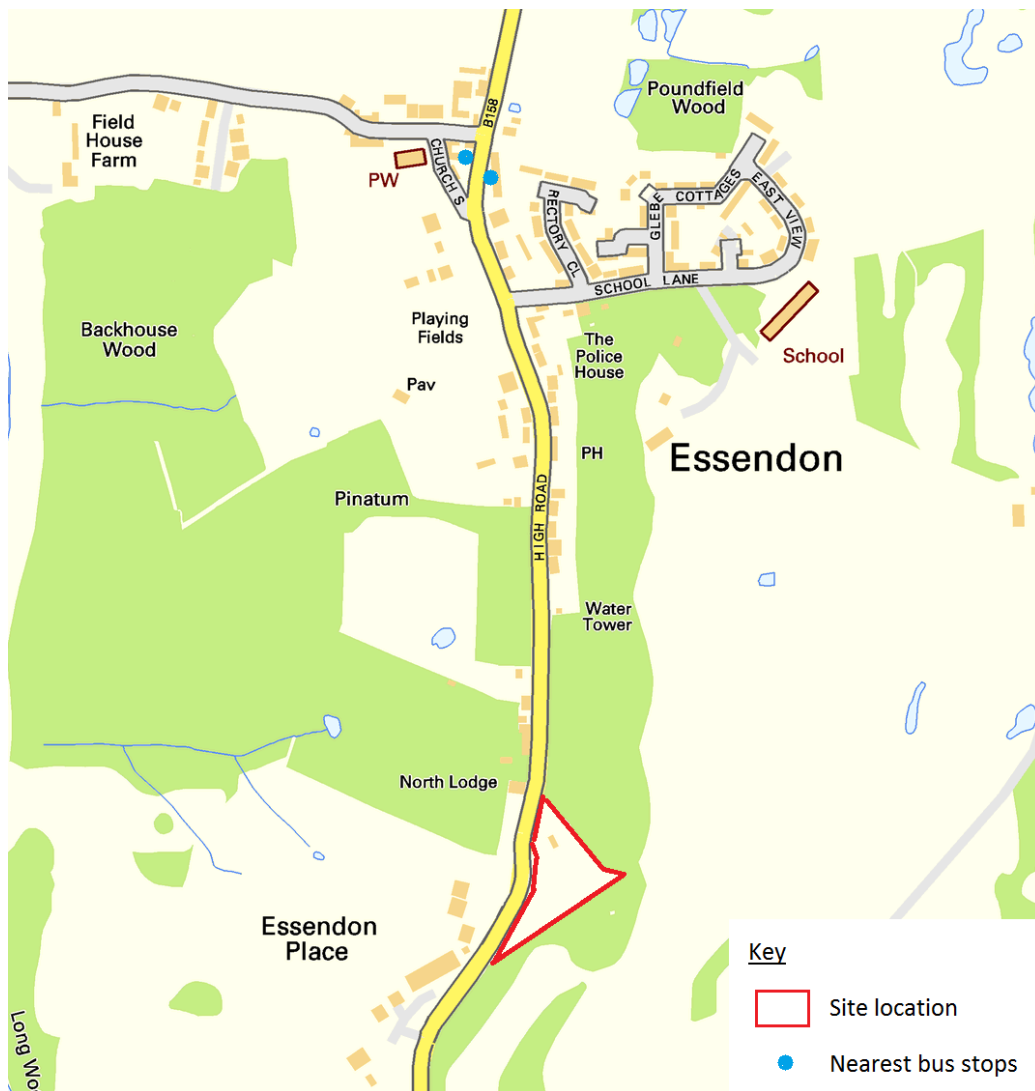 B158
Poundfield
Wood
Field
House
Farm
CHURCH S
PW
RECTORY CL
GLEBE
COTTAGES
EAST VIEW
SCHOOL LANE
Backhouse
Wood
Playing
Fields
The
Police
House
School
Pav
PH
Essendon
Pinatum
HIGH ROAD
Water
Tower
North Lodge
Essendon
Place
Long Wo
Key
Site location
Nearest bus stops